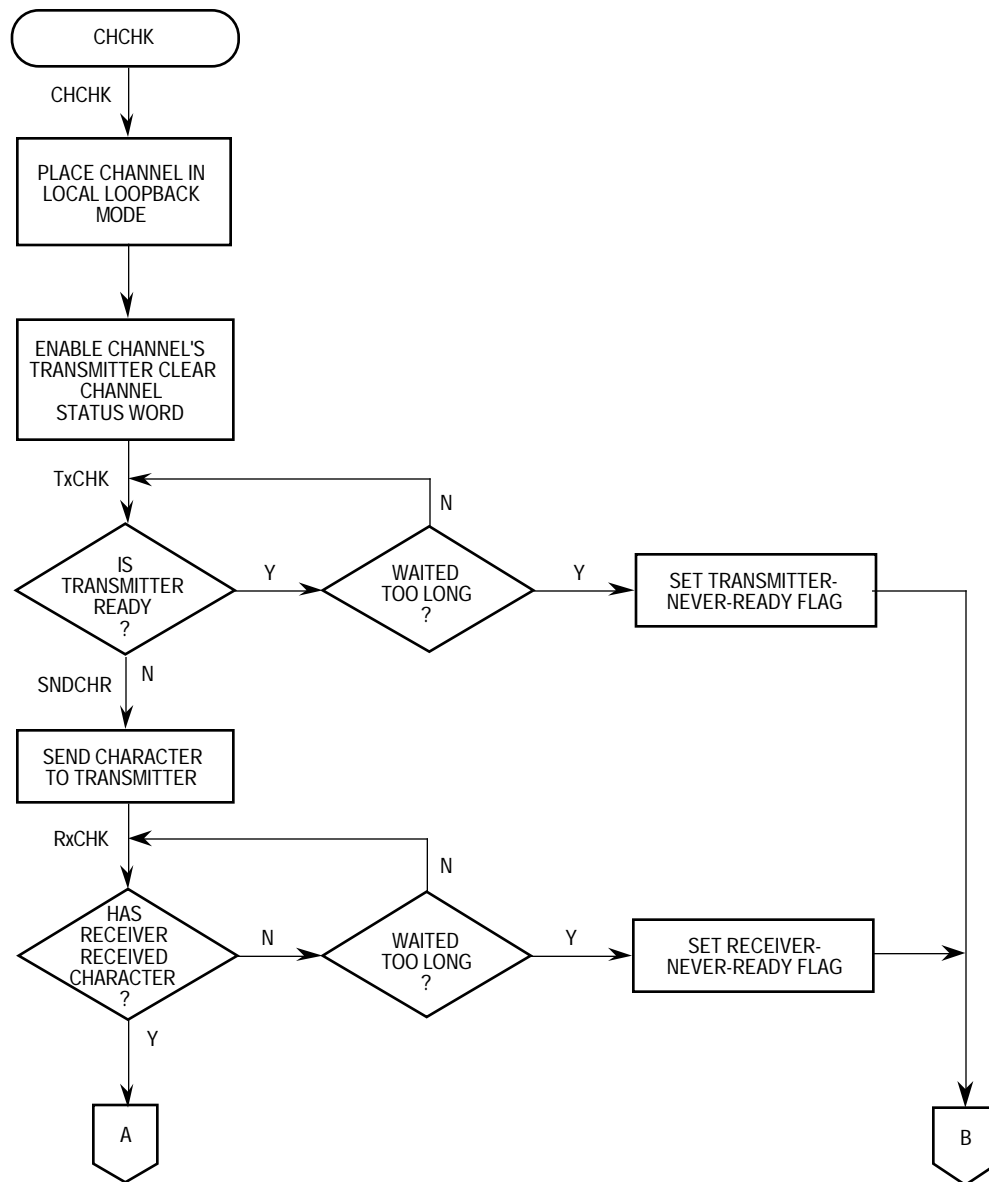 CHCHK
CHCHK
PLACE CHANNEL IN
LOCAL LOOPBACK
MODE
ENABLE CHANNEL'S
TRANSMITTER CLEAR
CHANNEL
STATUS WORD
TxCHK
N
IS
TRANSMITTER
READY
?
Y
WAITED
TOO LONG
?
Y
SET TRANSMITTER-
NEVER-READY FLAG
N
SNDCHR
SEND CHARACTER
TO TRANSMITTER
RxCHK
N
HAS
RECEIVER
RECEIVED
CHARACTER
?
N
WAITED
TOO LONG
?
Y
SET RECEIVER-
NEVER-READY FLAG
Y
A
B